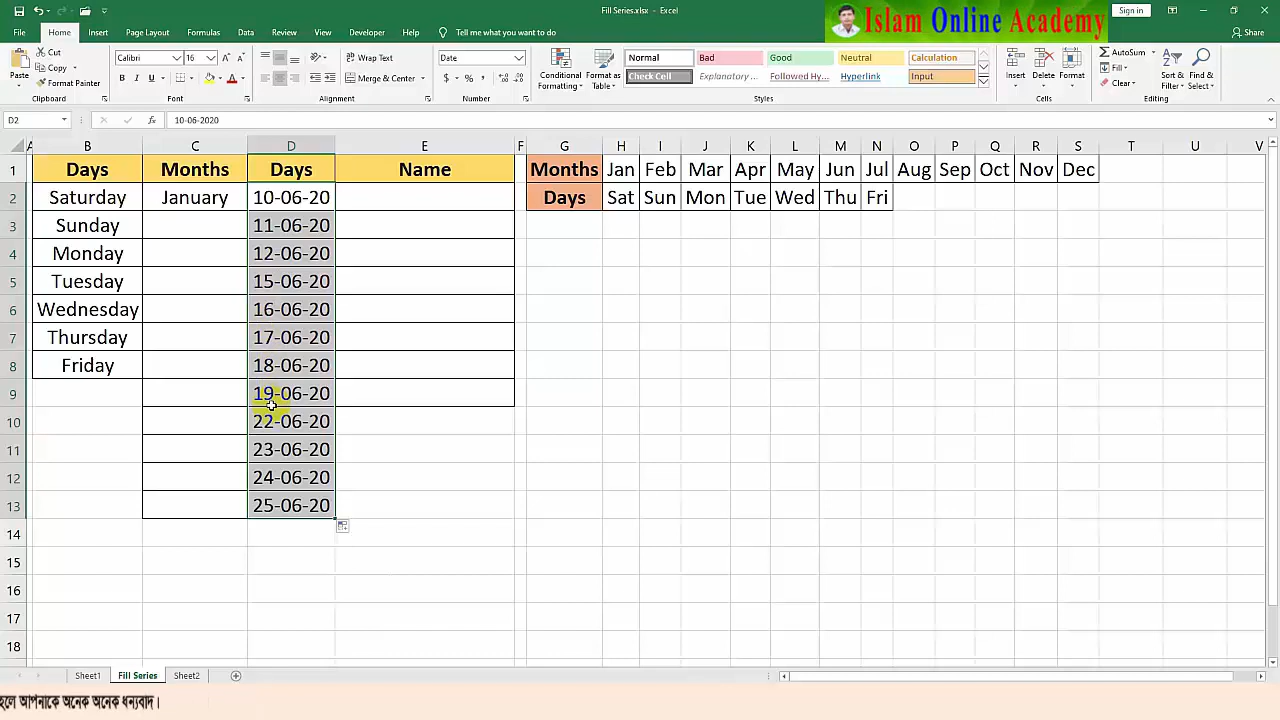 Fill Series.xlsx - Excel
Islam Online Academy
Sign in
File Home Insert Page Layout Formulas Data Review View Developer Help Tell me what you want to do
Share
Paste
Cut
Copy
Format Painter
Clipboard
Calibri 16
B I U
Font
Wrap Text
Merge & Center
Alignment
Date
Number
Conditional Formatting
Format as Table
Normal Bad Good Neutral Calculation
Check Cell Explanatory ... Followed Hy... Hyperlink Input
Styles
Insert Delete Format
Cells
AutoSum
Fill
Clear
Sort & Filter
Find & Select
Editing
D2 fx 10-06-2020
A B C D E F G H I J K L M N O P Q R S T U V
1 Days Months Days Name Months Jan Feb Mar Apr May Jun Jul Aug Sep Oct Nov Dec
2 Saturday January 10-06-20 Days Sat Sun Mon Tue Wed Thu Fri
3 Sunday 11-06-20
4 Monday 12-06-20
5 Tuesday 15-06-20
6 Wednesday 16-06-20
7 Thursday 17-06-20
8 Friday 18-06-20
9 19-06-20
10 22-06-20
11 23-06-20
12 24-06-20
13 25-06-20
14
15
16
17
18
Sheet1 Fill Series Sheet2
হলে আপনাকে অনেক অনেক ধন্যবাদ।